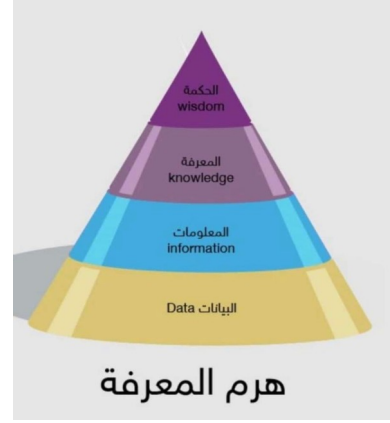 الحكمة
wisdom
المعرفة
knowledge
المعلومات
information
البيانات Data
هرم المعرفة